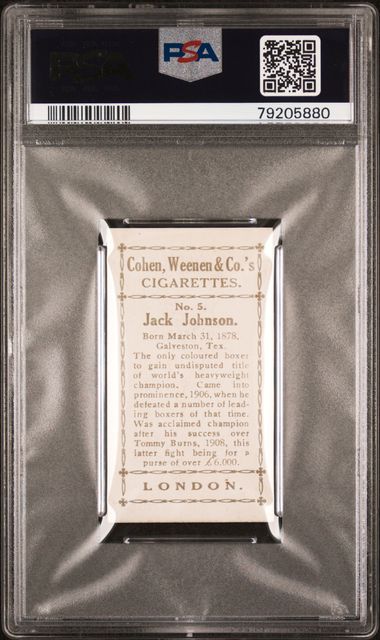 PSA
79205880
Cohen, Weenen & Co.'s
CIGARETTES.
No. 5.
Jack Johnson.
Born March 31, 1878,
Galveston, Tex.
The only coloured boxer
to gain undisputed title
of world's heavyweight
champion. Came into
prominence, 1906, when he
defeated a number of lead-
ing boxers of that time.
Was acclaimed champion
after his success over
Tommy Burns, 1908, this
latter fight being for a
purse of over £6,000.
LONDON.